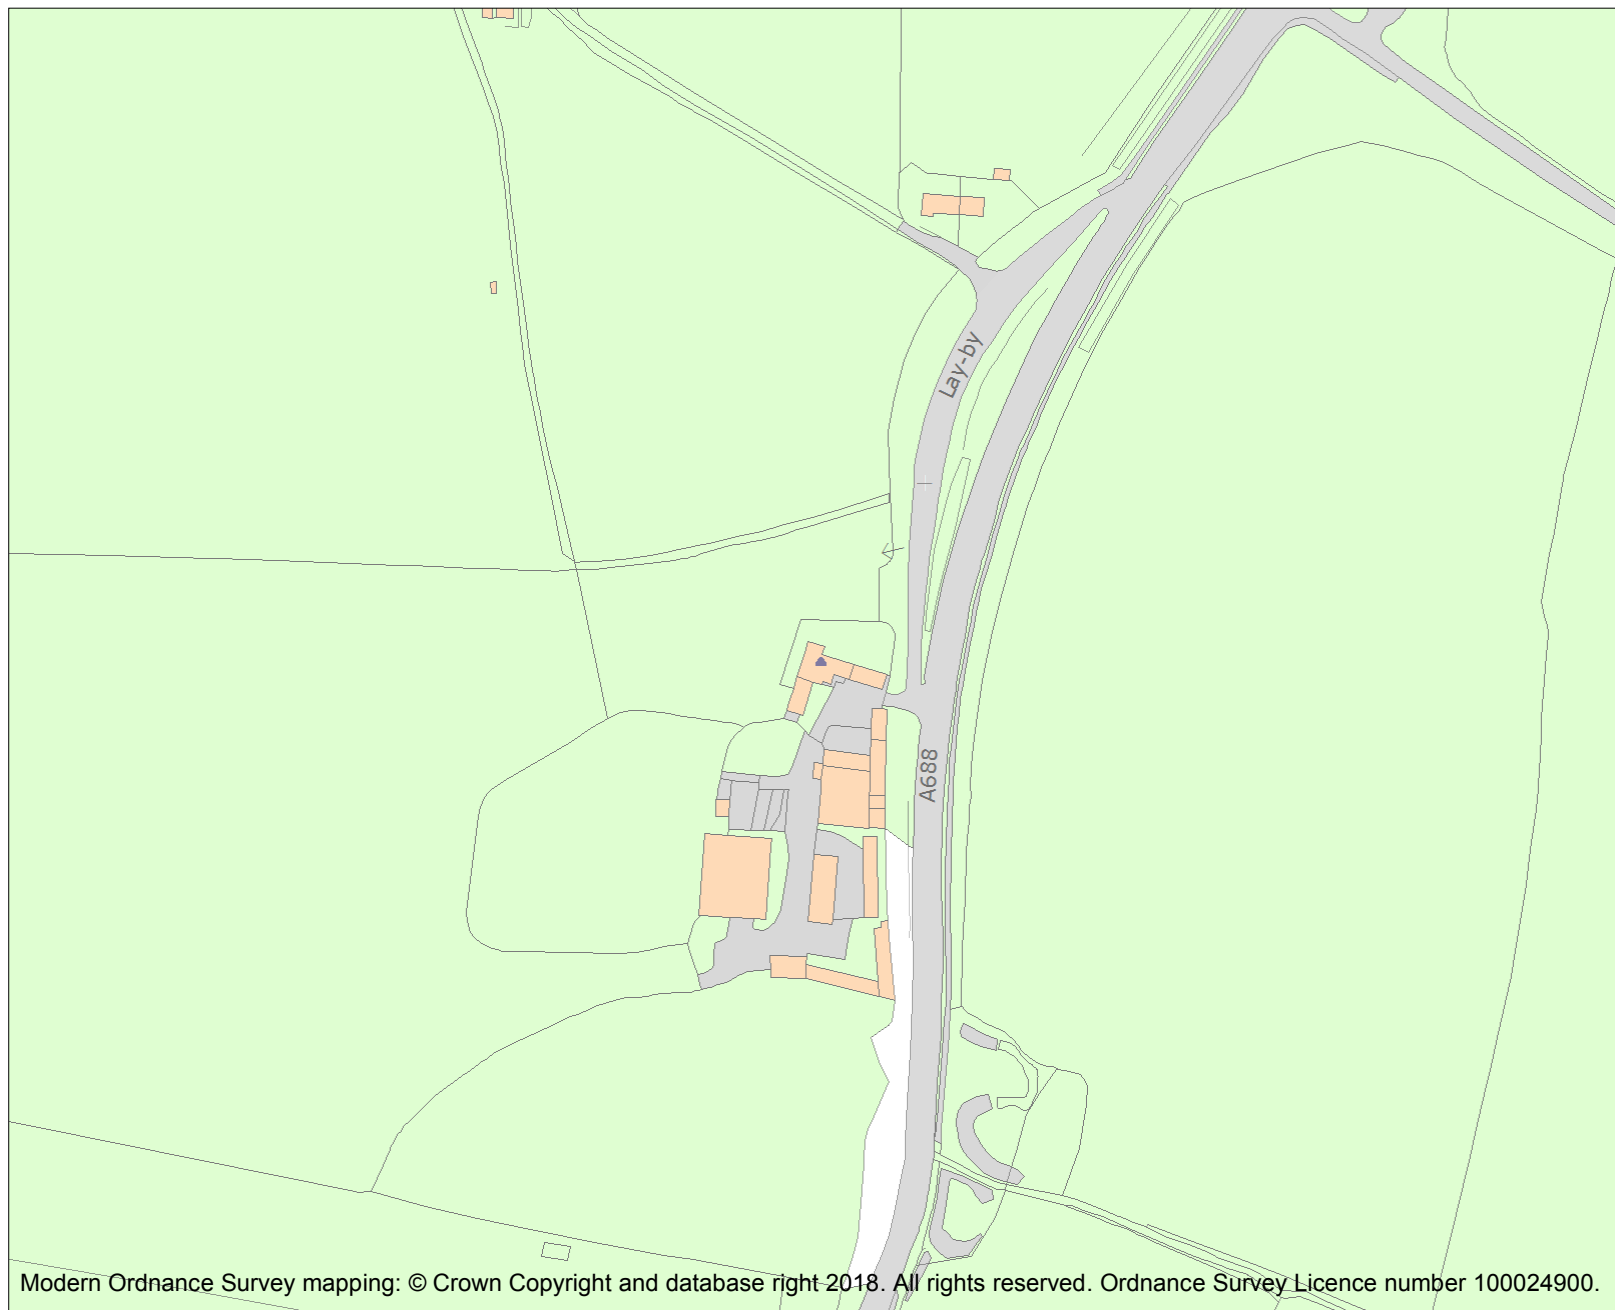 Lay-by
A688
Modern Ordnance Survey mapping: © Crown Copyright and database right 2018. All rights reserved. Ordnance Survey Licence number 100024900.